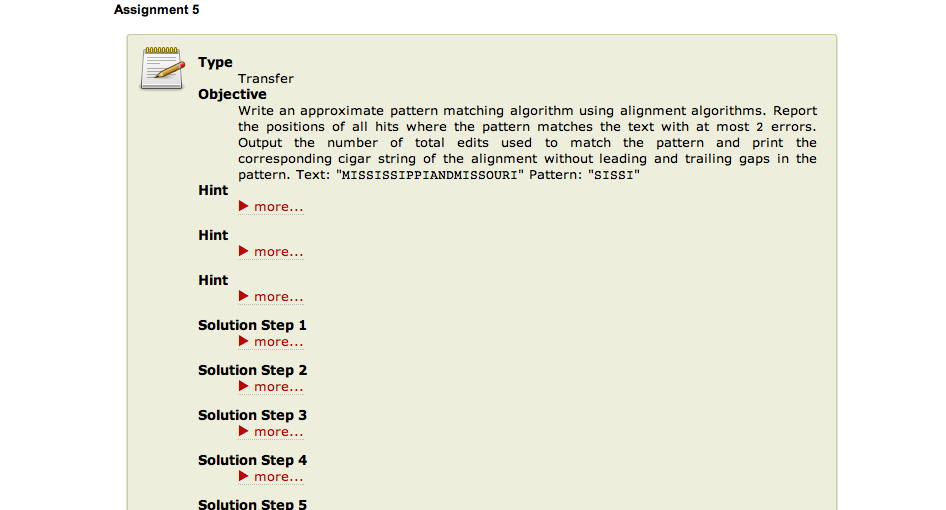 Assignment 5
Type
Transfer
Objective
Write an approximate pattern matching algorithm using alignment algorithms. Report
the positions of all hits where the pattern matches the text with at most 2 errors.
Output the number of total edits used to match the pattern and print the
corresponding cigar string of the alignment without leading and trailing gaps in the
pattern. Text: "MISSISSIPPIANDMISSOURI" Pattern: "SISSI"
Hint
more...
Hint
more...
Hint
more...
Solution Step 1
more...
Solution Step 2
more...
Solution Step 3
more...
Solution Step 4
more...
Solution Step 5